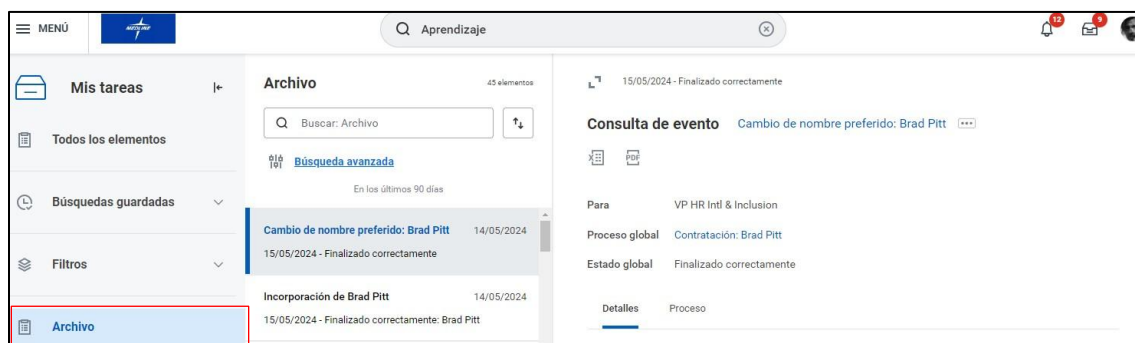 MENÚ
MEDLINE
Aprendizaje
12
9
Mis tareas
Todos los elementos
Búsquedas guardadas
Filtros
Archivo
Archivo
45 elementos
Buscar: Archivo
Búsqueda avanzada
En los últimos 90 días
Cambio de nombre preferido: Brad Pitt 14/05/2024
15/05/2024 - Finalizado correctamente
Incorporación de Brad Pitt 14/05/2024
15/05/2024 - Finalizado correctamente: Brad Pitt
15/05/2024 - Finalizado correctamente
Consulta de evento Cambio de nombre preferido: Brad Pitt
PDF
Para VP HR Intl & Inclusion
Proceso global Contratación: Brad Pitt
Estado global Finalizado correctamente
Detalles Proceso